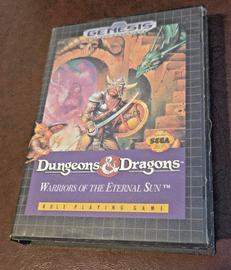 GENESIS
SEGA
Dungeons & Dragons
WARRIORS OF THE ETERNAL SUN™
ROLE PLAYING GAME